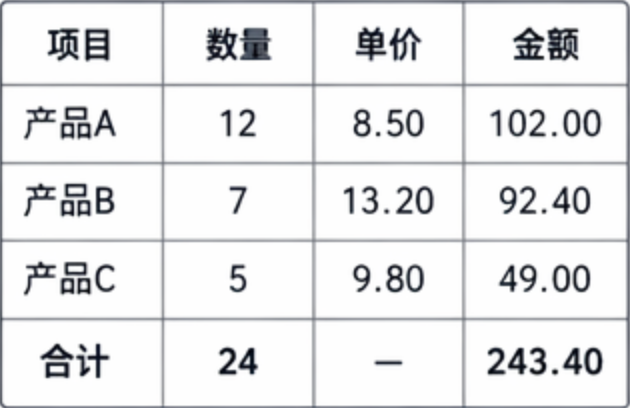 项目 数量 单价 金额
产品A 12 8.50 102.00
产品B 7 13.20 92.40
产品C 5 9.80 49.00
合计 24 — 243.40